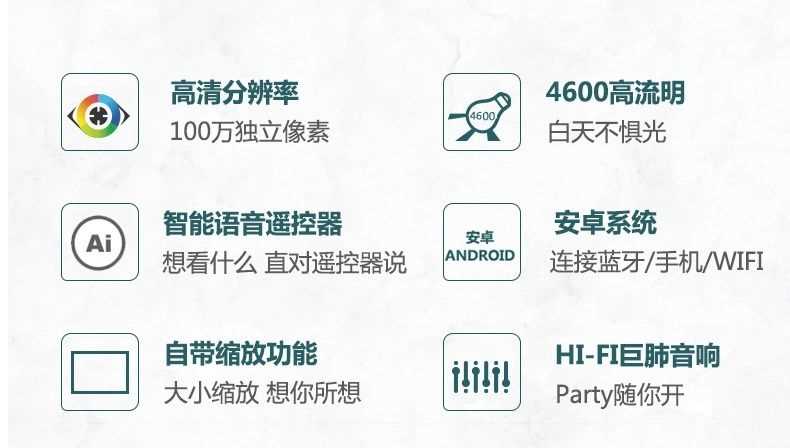 高清分辨率
100万独立像素
4600
4600高流明
白天不惧光
Ai
智能语音遥控器
想看什么 直对遥控器说
安卓
ANDROID
安卓系统
连接蓝牙/手机/WIFI
自带缩放功能
大小缩放 想你所想
HI-FI巨肺音响
Party随你开